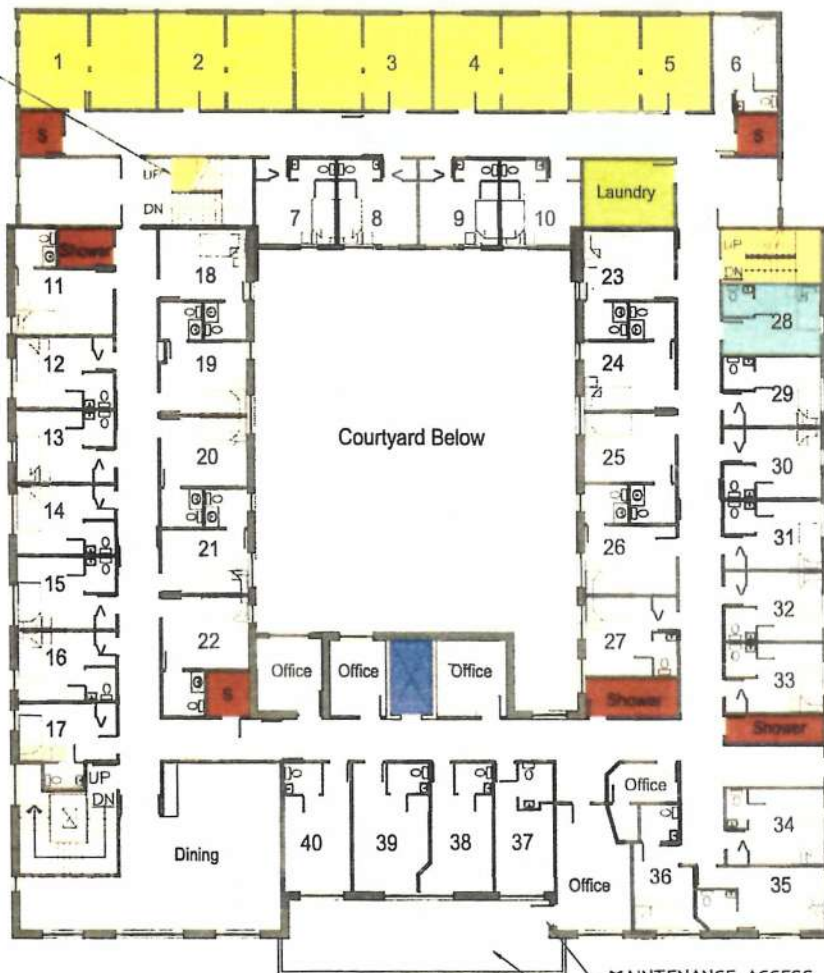 1 2 3 4 5 6
S S
UP
DN
7 8 9 10 Laundry
Shower
11 18 23
UP
DN
28
12 19 24 29
13
20 Courtyard Below 25 30
14
21 26 31
15
16 22 27 32
S Office Office Office Shower 33
17 Shower
UP
DN
Office
Dining 40 39 38 37 34
Office 36 35
MAINTENANCE ACCESS